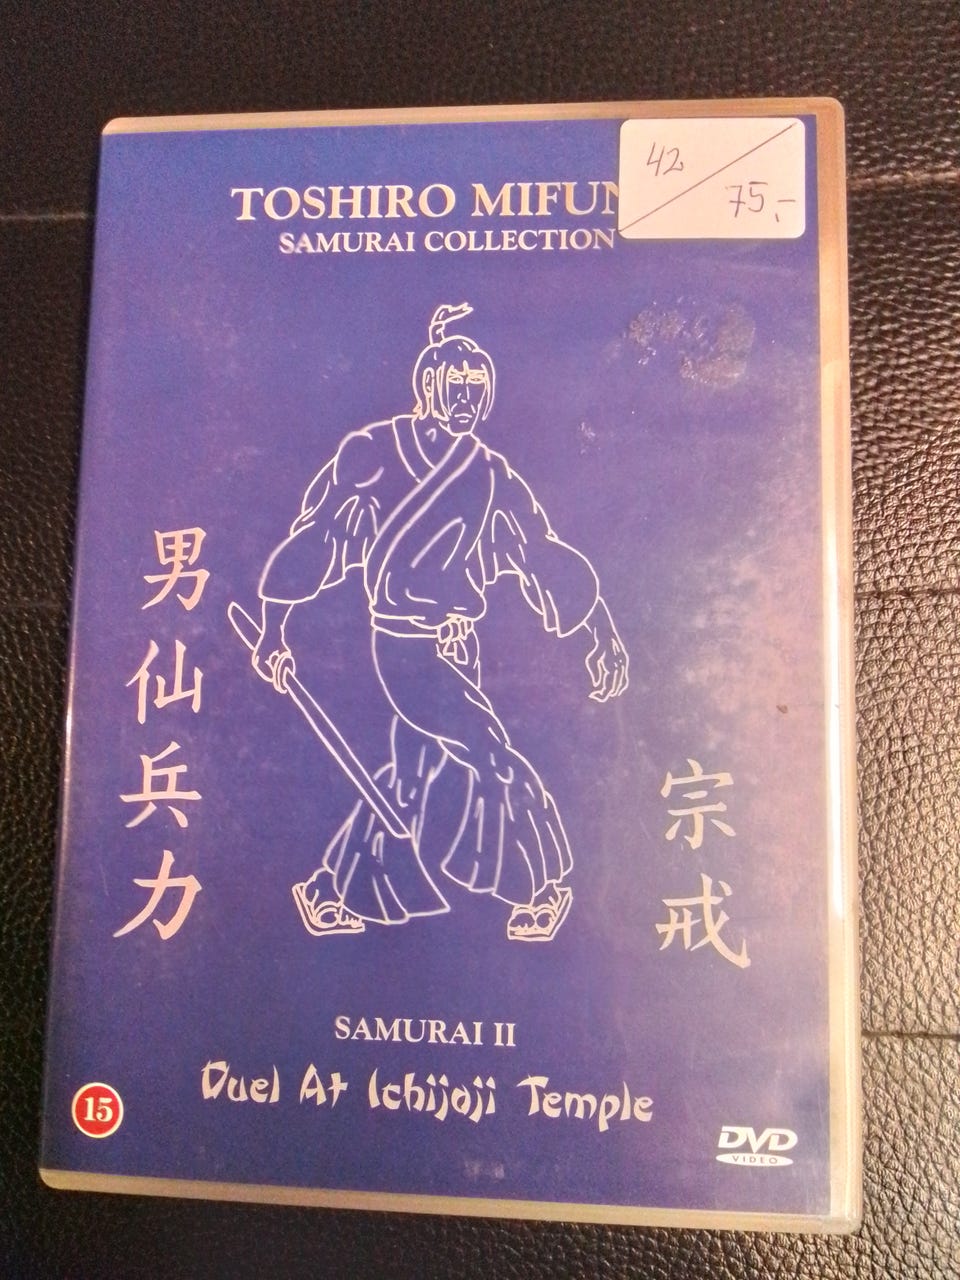 42
75,-
TOSHIRO MIFUN
SAMURAI COLLECTION
男仙兵力
宗戒
SAMURAI II
Duel At Ichijoji Temple
15
DVD
VIDEO